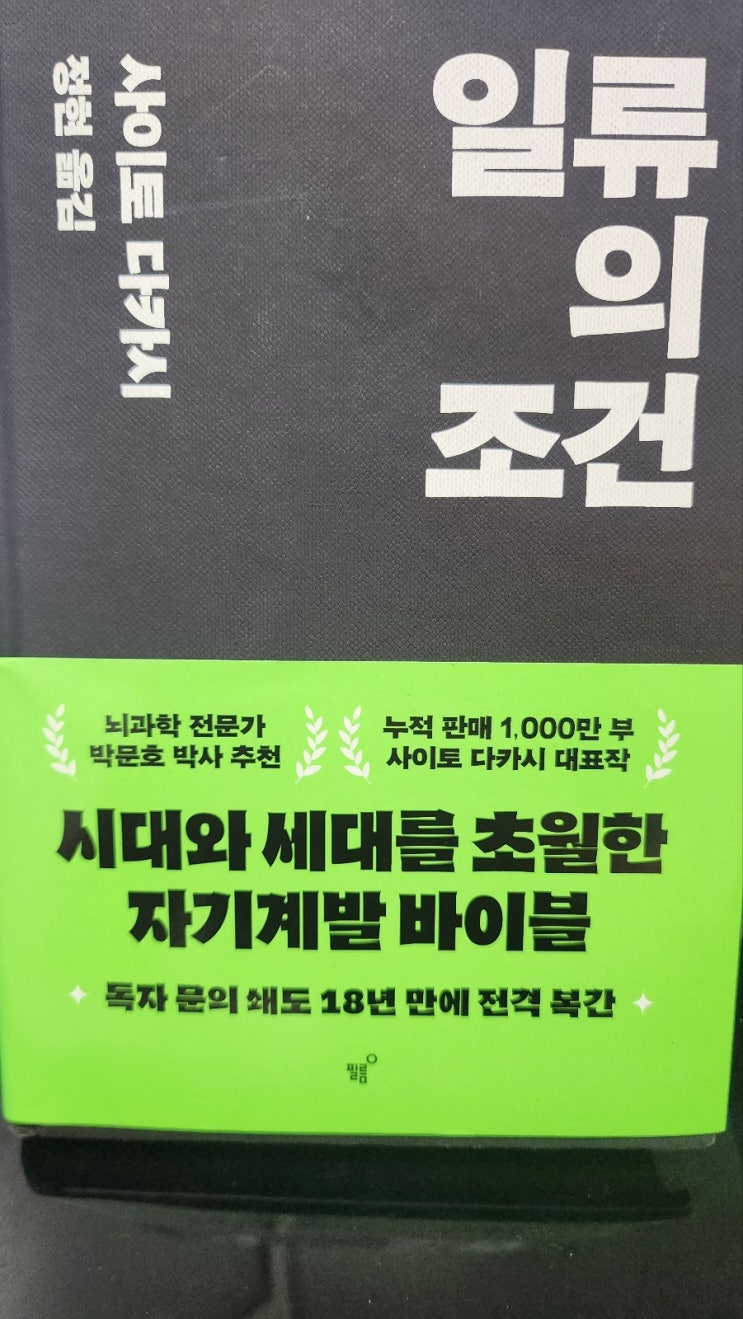 일류
의
조건
사이토 다카시
정현 옮김
뇌과학 전문가
박문호 박사 추천
누적 판매 1,000만 부
사이토 다카시 대표작
시대와 세대를 초월한
자기계발 바이블
독자 문의 쇄도 18년 만에 전격 복간
필름